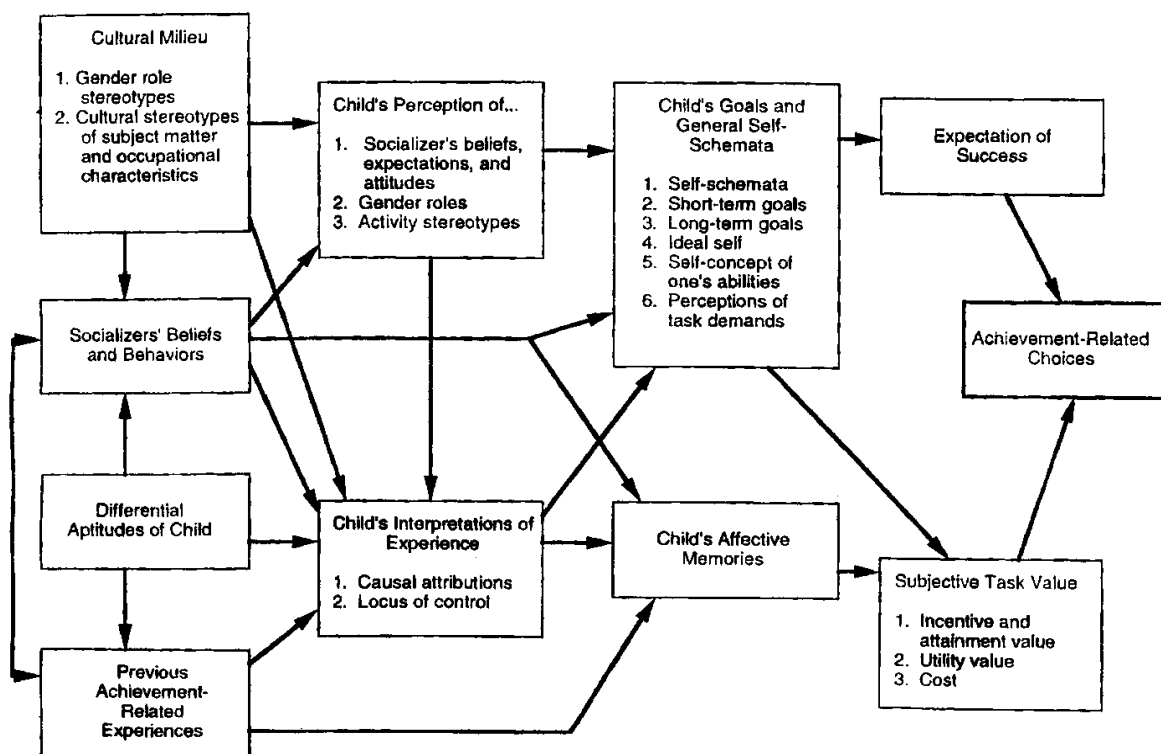 Cultural Milieu
1. Gender role
stereotypes
2. Cultural stereotypes
of subject matter
and occupational
characteristics
Child's Perception of...
1. Socializer's beliefs,
expectations, and
attitudes
2. Gender roles
3. Activity stereotypes
Child's Goals and
General Self-
Schemata
1. Self-schemata
2. Short-term goals
3. Long-term goals
4. Ideal self
5. Self-concept of
one's abilities
6. Perceptions of
task demands
Expectation of
Success
Socializers' Beliefs
and Behaviors
Achievement-Related
Choices
Differential
Aptitudes of Child
Child's Interpretations of
Experience
1. Causal attributions
2. Locus of control
Child's Affective
Memories
Subjective Task Value
1. Incentive and
attainment value
2. Utility value
3. Cost
Previous
Achievement-
Related
Experiences